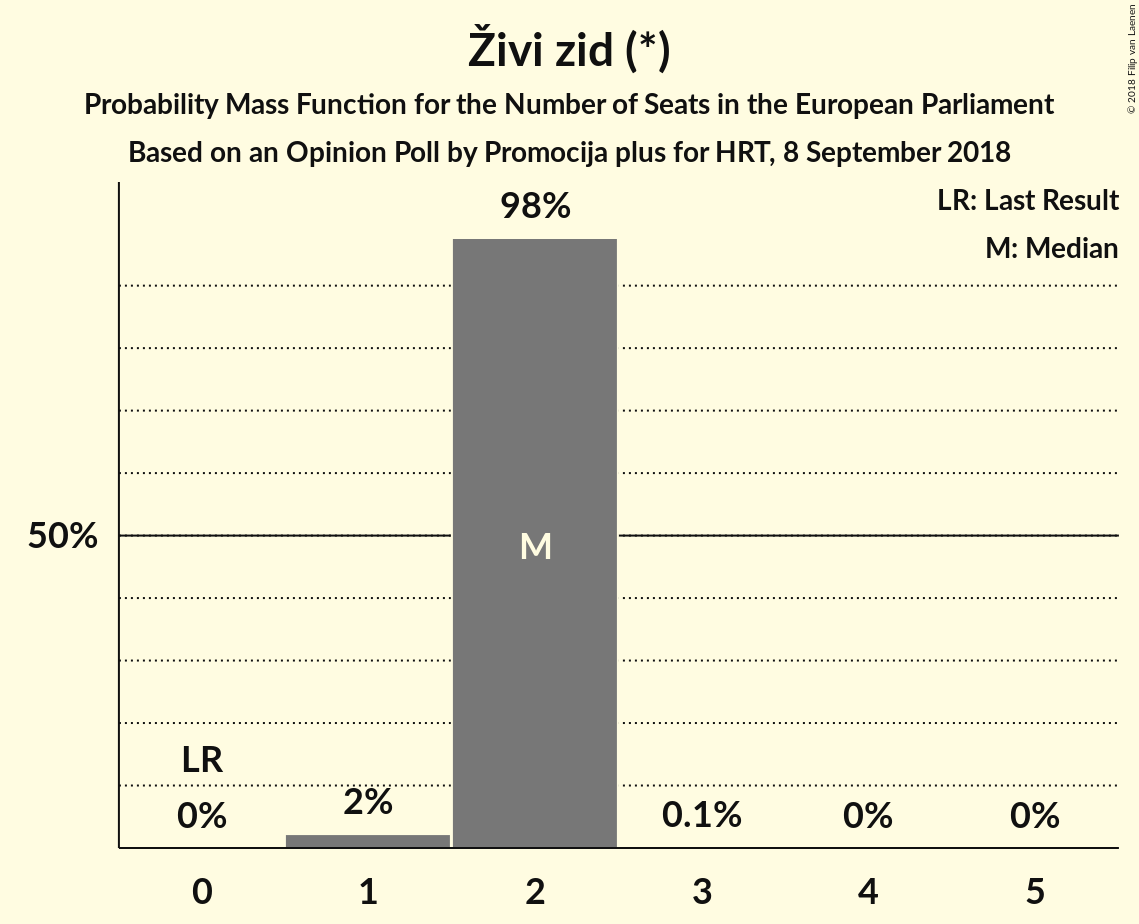 Živi zid (*)
Probability Mass Function for the Number of Seats in the European Parliament
Based on an Opinion Poll by Promocija plus for HRT, 8 September 2018
© 2018 Filip van Laenen
LR: Last Result
M: Median
98%
50%
M
LR
0%
2%
0.1%
0%
0%
0
1
2
3
4
5